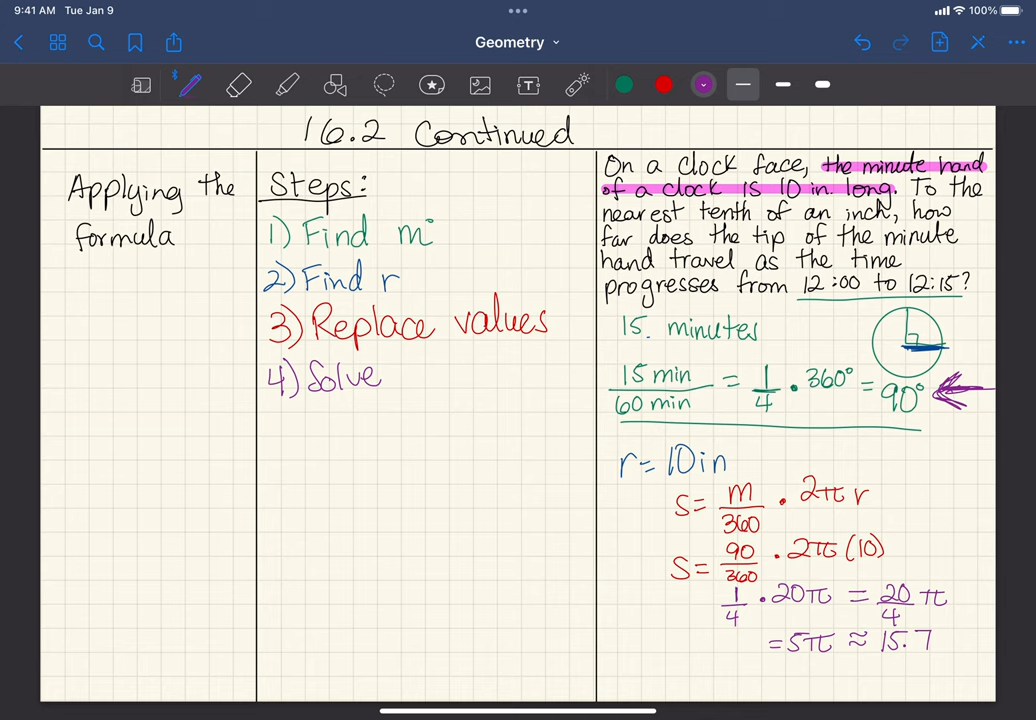 9:41 AM Tue Jan 9
100%
Geometry
16.2 Continued
Applying the
formula
Steps:
1) Find m°
2) Find r
3) Replace values
4) Solve
On a clock face, the minute hand
of a clock is 10 in. long. To the
nearest tenth of an inch, how
far does the tip of the minute
hand travel as the time
progresses from 12:00 to 12:15?
15. minutes
15 min / 60 min = 1/4 · 360° = 90°
r = 10 in
S = m/360 · 2π r
S = 90/360 · 2π (10)
1/4 · 20π = 20/4 π
= 5π ≈ 15.7